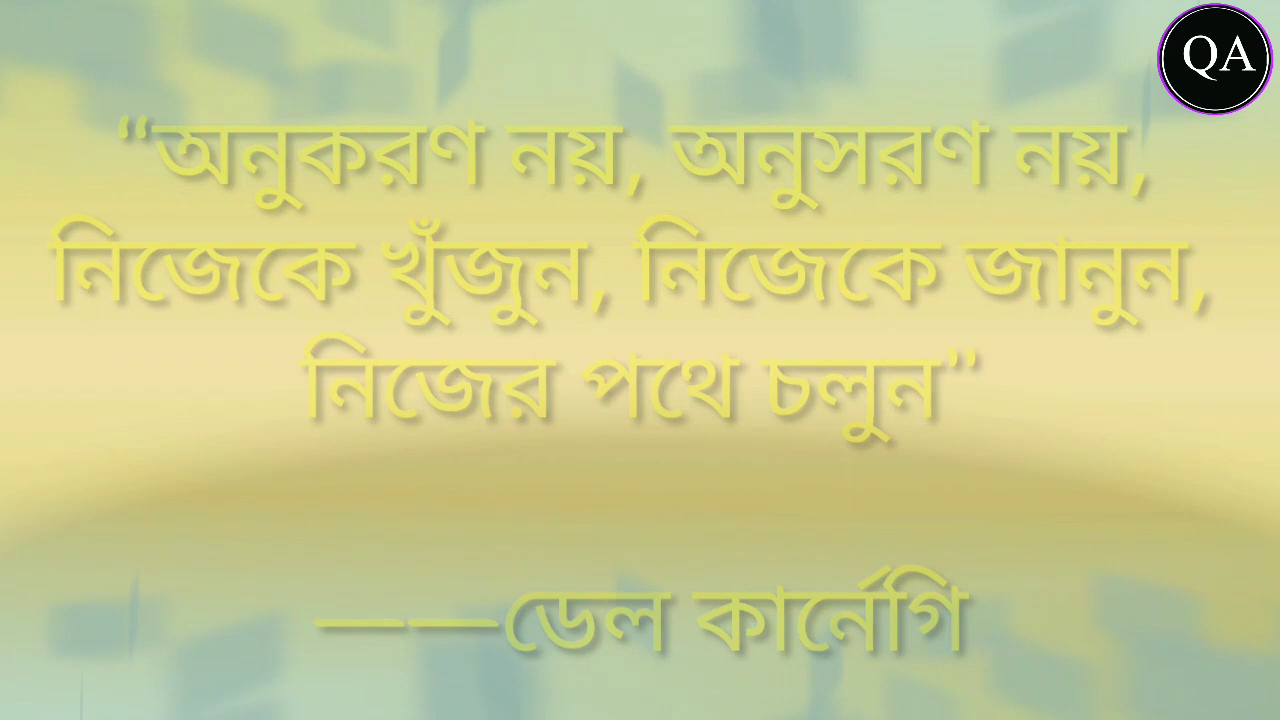 QA
“অনুকরণ নয়, অনুসরণ নয়,
নিজেকে খুঁজুন, নিজেকে জানুন,
নিজের পথে চলুন”
——ডেল কার্নেগি